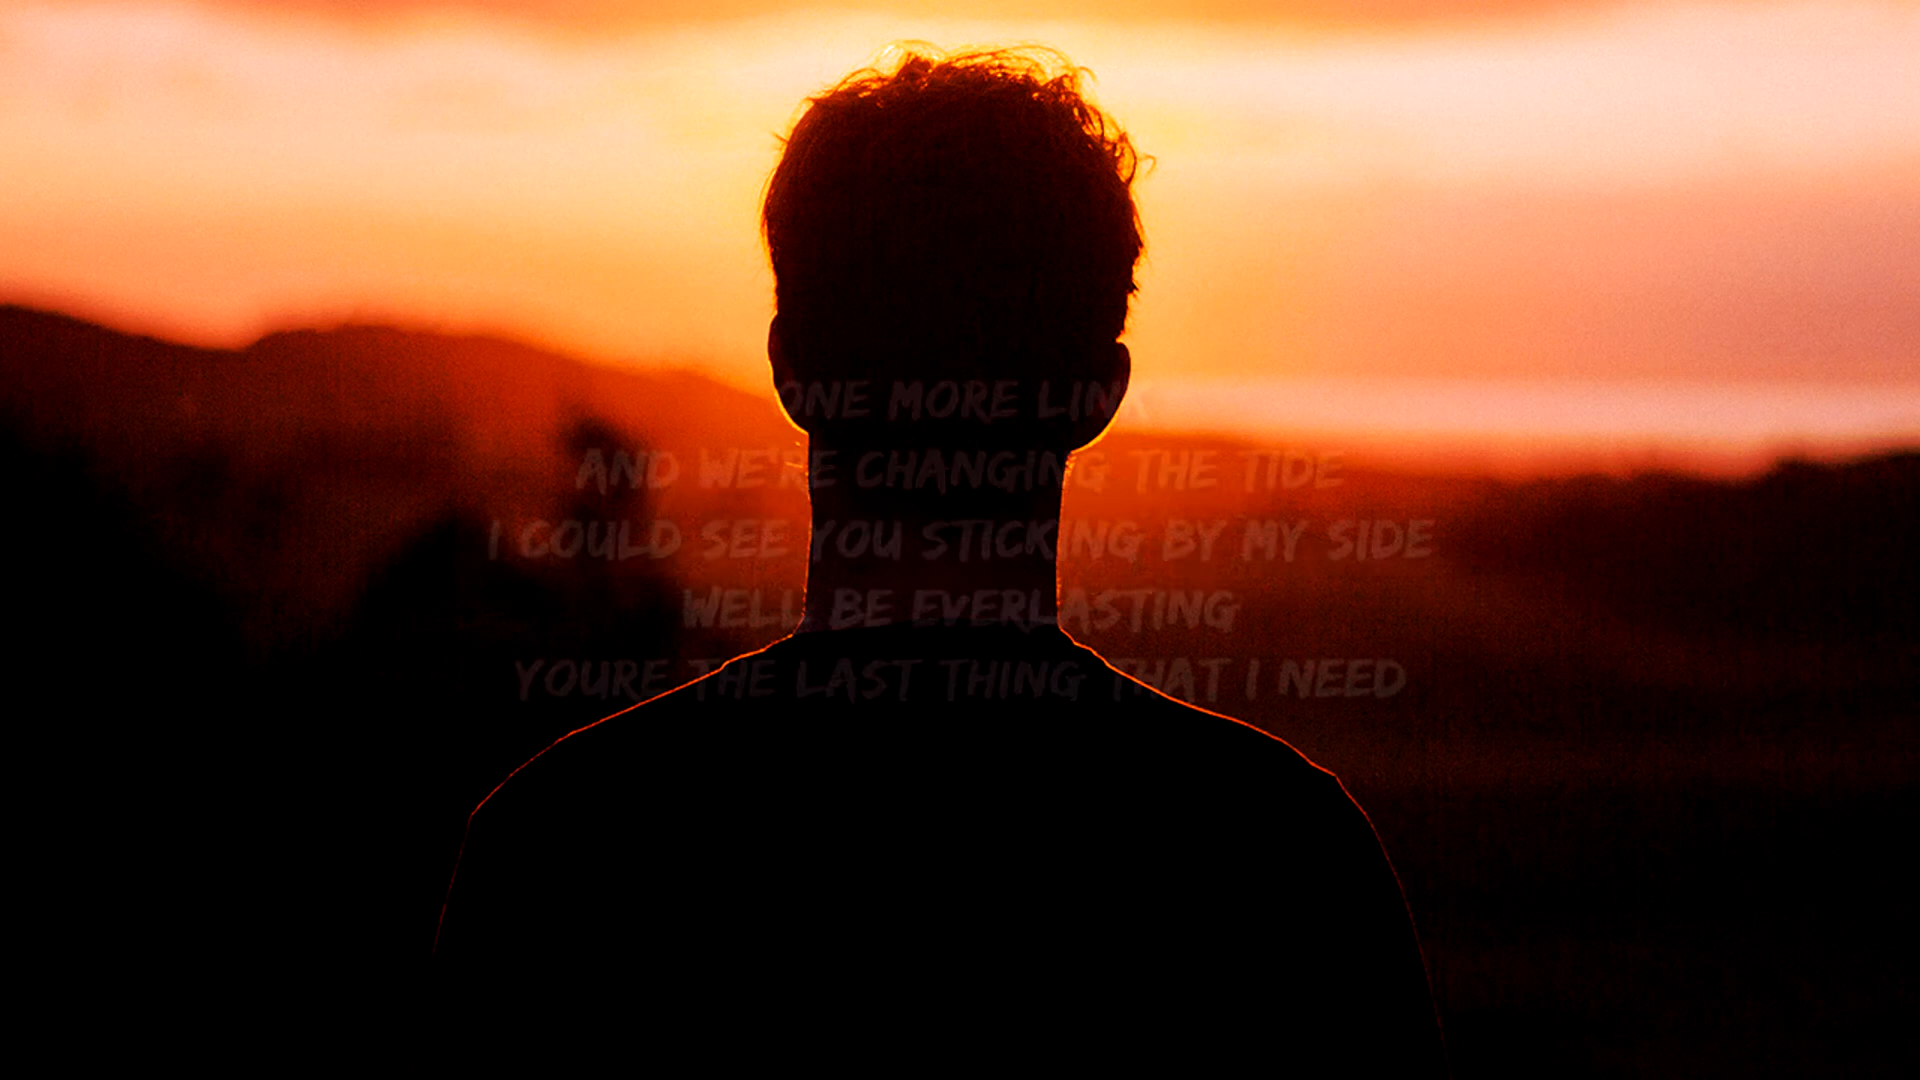 ONE MORE LINK
AND WE'RE CHANGING THE TIDE
I COULD SEE YOU STICKING BY MY SIDE
WELL BE EVERLASTING
YOURE THE LAST THING THAT I NEED